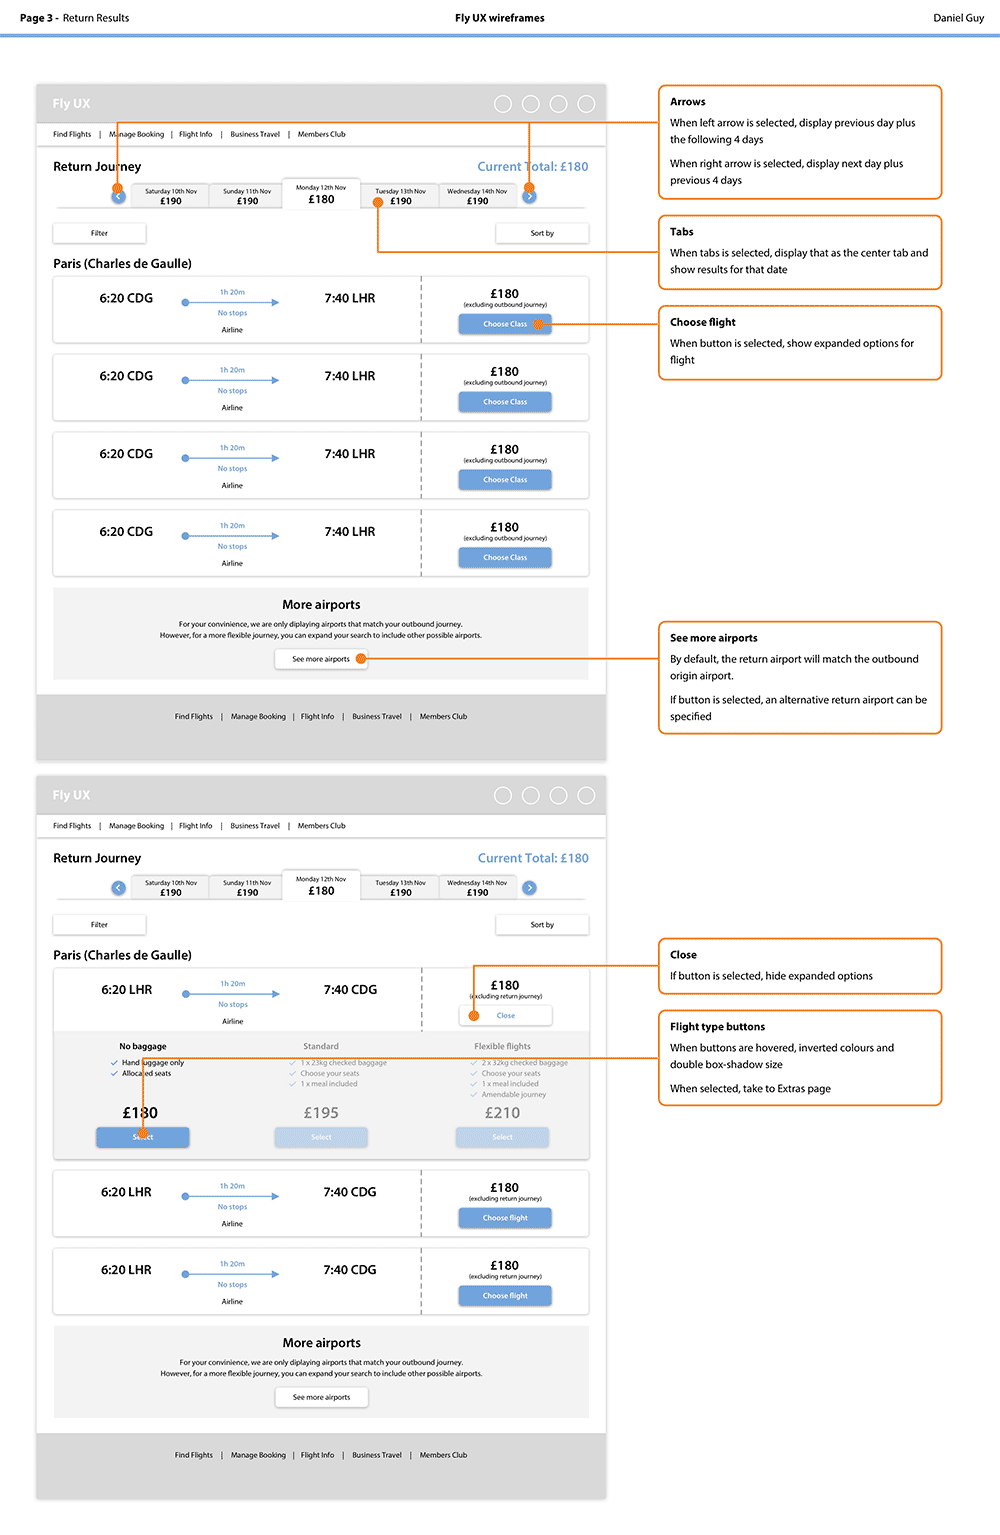 Page 3 - Return Results
Fly UX wireframes
Daniel Guy
Fly UX
Find Flights | Manage Booking | Flight Info | Business Travel | Members Club
Return Journey
Current Total: £180
Saturday 10th Nov
£190
Sunday 11th Nov
£190
Monday 12th Nov
£180
Tuesday 13th Nov
£190
Wednesday 14th Nov
£190
Filter
Sort by
Paris (Charles de Gaulle)
6:20 CDG
1h 20m
No stops
Airline
7:40 LHR
£180
(excluding outbound journey)
Choose Class
6:20 CDG
1h 20m
No stops
Airline
7:40 LHR
£180
(excluding outbound journey)
Choose Class
6:20 CDG
1h 20m
No stops
Airline
7:40 LHR
£180
(excluding outbound journey)
Choose Class
6:20 CDG
1h 20m
No stops
Airline
7:40 LHR
£180
(excluding outbound journey)
Choose Class
More airports
For your convinience, we are only diplaying airports that match your outbound journey.
However, for a more flexible journey, you can expand your search to include other possible airports.
See more airports
Find Flights | Manage Booking | Flight Info | Business Travel | Members Club
Arrows
When left arrow is selected, display previous day plus
the following 4 days
When right arrow is selected, display next day plus
previous 4 days
Tabs
When tabs is selected, display that as the center tab and
show results for that date
Choose flight
When button is selected, show expanded options for
flight
See more airports
By default, the return airport will match the outbound
origin airport.
If button is selected, an alternative return airport can be
specified
Fly UX
Find Flights | Manage Booking | Flight Info | Business Travel | Members Club
Return Journey
Current Total: £180
Saturday 10th Nov
£190
Sunday 11th Nov
£190
Monday 12th Nov
£180
Tuesday 13th Nov
£190
Wednesday 14th Nov
£190
Filter
Sort by
Paris (Charles de Gaulle)
6:20 LHR
1h 20m
No stops
Airline
7:40 CDG
£180
(excluding return journey)
Close
No baggage
Hand luggage only
Allocated seats
£180
Select
Standard
1 x 23kg checked baggage
Choose your seats
1 x meal included
£195
Select
Flexible flights
2 x 32kg checked baggage
Choose your seats
1 x meal included
Amendable journey
£210
Select
6:20 LHR
1h 20m
No stops
Airline
7:40 CDG
£180
(excluding return journey)
Choose flight
6:20 LHR
1h 20m
No stops
Airline
7:40 CDG
£180
(excluding return journey)
Choose flight
More airports
For your convinience, we are only diplaying airports that match your outbound journey.
However, for a more flexible journey, you can expand your search to include other possible airports.
See more airports
Find Flights | Manage Booking | Flight Info | Business Travel | Members Club
Close
If button is selected, hide expanded options
Flight type buttons
When buttons are hovered, inverted colours and
double box-shadow size
When selected, take to Extras page